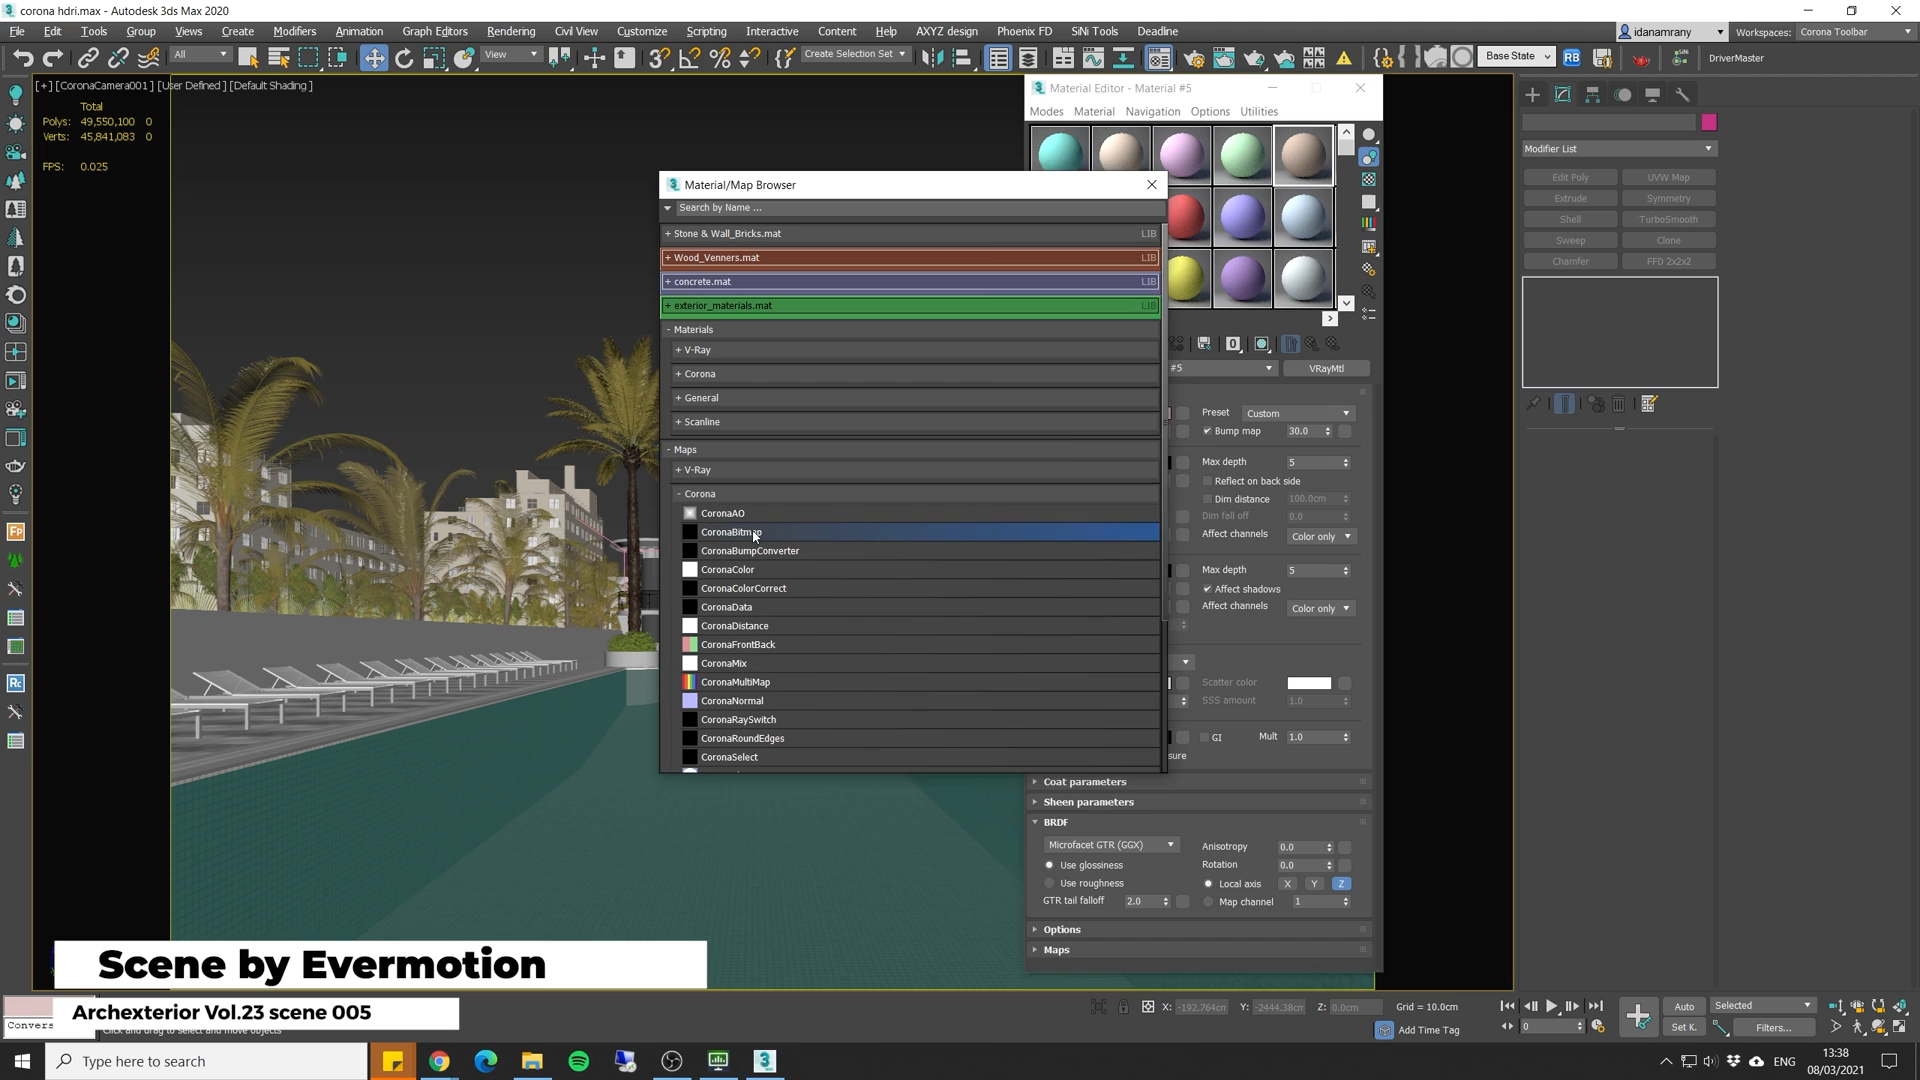 corona hdri.max - Autodesk 3ds Max 2020
File Edit Tools Group Views Create Modifiers Animation Graph Editors Rendering Civil View Customize Scripting Interactive Content Help AXYZ design Phoenix FD SiNi Tools Deadline
idanamrany Workspaces: Corona Toolbar
All View Create Selection Set Base State RB DriverMaster
[+] [CoronaCamera001] [User Defined] [Default Shading]
Total
Polys: 49,550,100 0
Verts: 45,841,083 0
FPS: 0.025
Material Editor - Material #5
Modes Material Navigation Options Utilities
Material/Map Browser
Search by Name ...
+ Stone & Wall_Bricks.mat LIB
+ Wood_Venners.mat LIB
+ concrete.mat LIB
+ exterior_materials.mat LIB
- Materials
+ V-Ray
+ Corona
+ General
+ Scanline
- Maps
+ V-Ray
- Corona
CoronaAO
CoronaBitmap
CoronaBumpConverter
CoronaColor
CoronaColorCorrect
CoronaData
CoronaDistance
CoronaFrontBack
CoronaMix
CoronaMultiMap
CoronaNormal
CoronaRaySwitch
CoronaRoundEdges
CoronaSelect
#5 VRayMtl
Preset Custom
Bump map 30.0
Max depth 5
Reflect on back side
Dim distance 100.0cm
Dim fall off 0.0
Affect channels Color only
Max depth 5
Affect shadows
Affect channels Color only
Scatter color
SSS amount 1.0
GI Mult 1.0
sure
Coat parameters
Sheen parameters
BRDF
Microfacet GTR (GGX) Anisotropy 0.0
Use glossiness Rotation 0.0
Use roughness Local axis X Y Z
GTR tail falloff 2.0 Map channel 1
Options
Maps
Modifier List
Edit Poly UVW Map
Extrude Symmetry
Shell TurboSmooth
Sweep Clone
Chamfer FFD 2x2x2
FP
Rc
Scene by Evermotion
Archexterior Vol.23 scene 005
Convers
Click and drag to select and move objects
X: -192.764cm Y: -2444.38cm Z: 0.0cm Grid = 10.0cm
Add Time Tag
0
Auto Selected
Set K. Filters...
Type here to search
ENG
13:38
08/03/2021